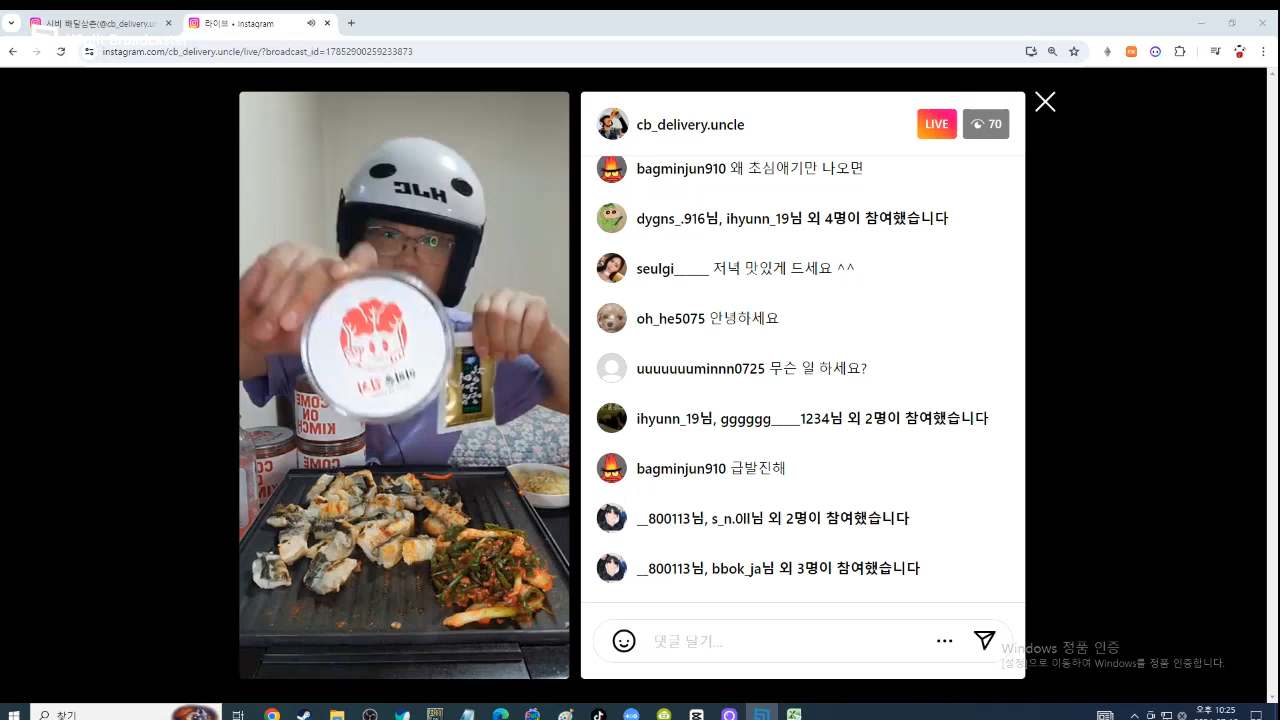 시비 배달삼촌(@cb_delivery.ur
라이브 • Instagram
instagram.com/cb_delivery.uncle/live/?broadcast_id=17852900259233873
cb_delivery.uncle
LIVE
70
bagminjun910 왜 초심애기만 나오면
dygns_.916님, ihyunn_19님 외 4명이 참여했습니다
seulgi_____ 저녁 맛있게 드세요 ^^
oh_he5075 안녕하세요
uuuuuuuminnn0725 무슨 일 하세요?
ihyunn_19님, gggggg____1234님 외 2명이 참여했습니다
bagminjun910 급발진해
__800113님, s_n.0ll님 외 2명이 참여했습니다
__800113님, bbok_ja님 외 3명이 참여했습니다
댓글 달기...
HJC
COME
ON
KIMCHI
COME
Windows 정품 인증
[설정]으로 이동하여 Windows를 정품 인증합니다.
찾기
오후 10:25